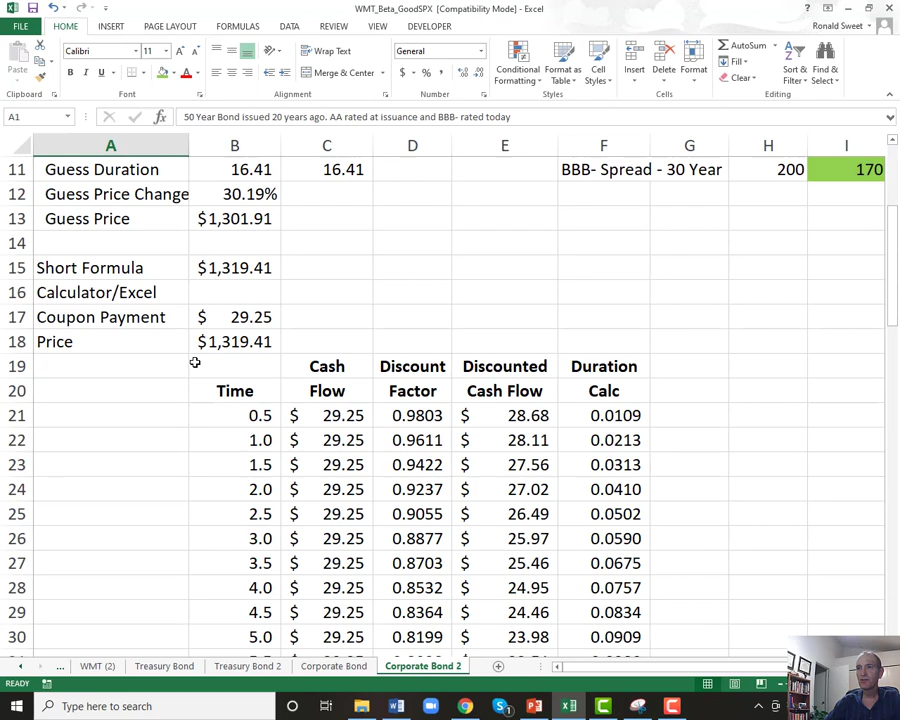 WMT_Beta_GoodSPX [Compatibility Mode] - Excel
FILE HOME INSERT PAGE LAYOUT FORMULAS DATA REVIEW VIEW DEVELOPER Ronald Sweet
Calibri 11 Wrap Text General AutoSum
Paste Fill
B I U A Merge & Center $ % , Conditional Formatting Format as Table Cell Styles Insert Delete Format Clear Sort & Filter Find & Select
Clipboard Font Alignment Number Styles Cells Editing
A1 fx 50 Year Bond issued 20 years ago. AA rated at issuance and BBB- rated today
A B C D E F G H I
11 Guess Duration 16.41 16.41 BBB- Spread - 30 Year 200 170
12 Guess Price Change 30.19%
13 Guess Price $1,301.91
14
15 Short Formula $1,319.41
16 Calculator/Excel
17 Coupon Payment $ 29.25
18 Price $1,319.41
19 Cash Discount Discounted Duration
20 Time Flow Factor Cash Flow Calc
21 0.5 $ 29.25 0.9803 $ 28.68 0.0109
22 1.0 $ 29.25 0.9611 $ 28.11 0.0213
23 1.5 $ 29.25 0.9422 $ 27.56 0.0313
24 2.0 $ 29.25 0.9237 $ 27.02 0.0410
25 2.5 $ 29.25 0.9055 $ 26.49 0.0502
26 3.0 $ 29.25 0.8877 $ 25.97 0.0590
27 3.5 $ 29.25 0.8703 $ 25.46 0.0675
28 4.0 $ 29.25 0.8532 $ 24.95 0.0757
29 4.5 $ 29.25 0.8364 $ 24.46 0.0834
30 5.0 $ 29.25 0.8199 $ 23.98 0.0909
... WMT (2) Treasury Bond Treasury Bond 2 Corporate Bond Corporate Bond 2
READY
Type here to search